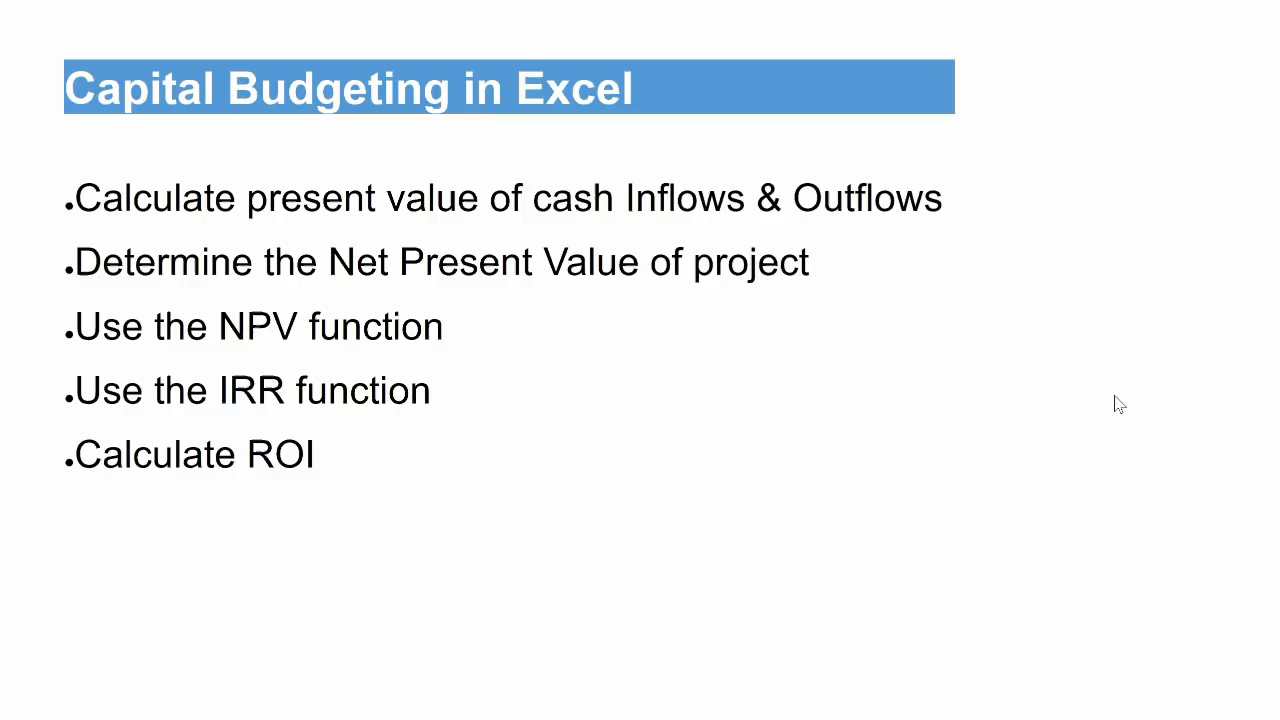 Capital Budgeting in Excel
●Calculate present value of cash Inflows & Outflows
●Determine the Net Present Value of project
●Use the NPV function
●Use the IRR function
●Calculate ROI